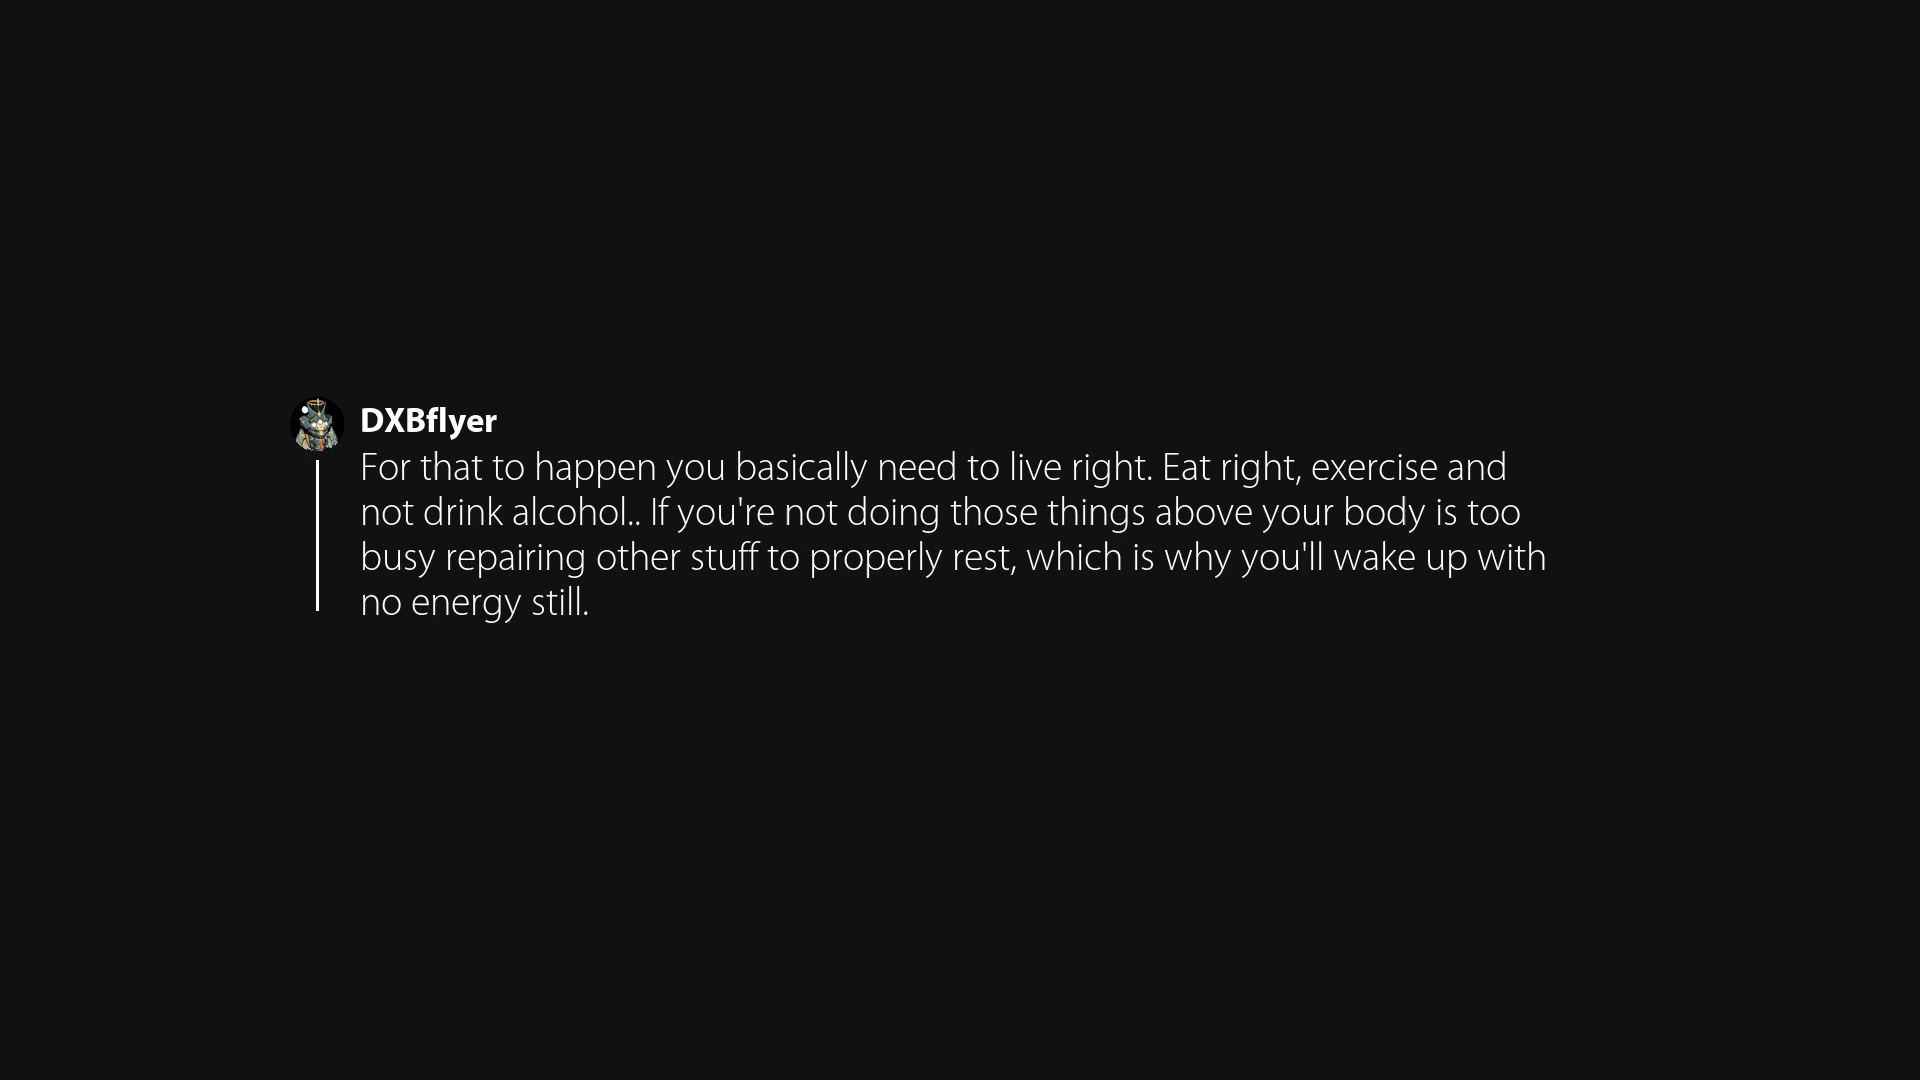 DXBflyer
For that to happen you basically need to live right. Eat right, exercise and
not drink alcohol.. If you're not doing those things above your body is too
busy repairing other stuff to properly rest, which is why you'll wake up with
no energy still.